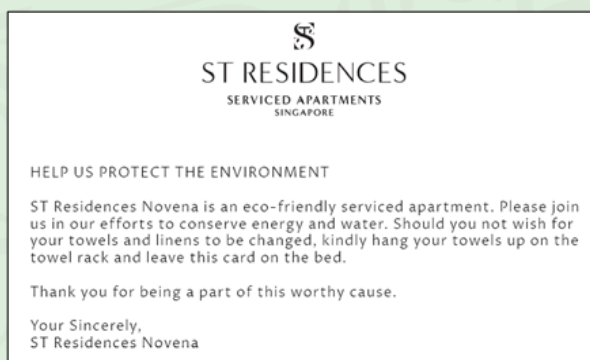 ST RESIDENCES
SERVICED APARTMENTS
SINGAPORE
HELP US PROTECT THE ENVIRONMENT
ST Residences Novena is an eco-friendly serviced apartment. Please join
us in our efforts to conserve energy and water. Should you not wish for
your towels and linens to be changed, kindly hang your towels up on the
towel rack and leave this card on the bed.
Thank you for being a part of this worthy cause.
Your Sincerely,
ST Residences Novena